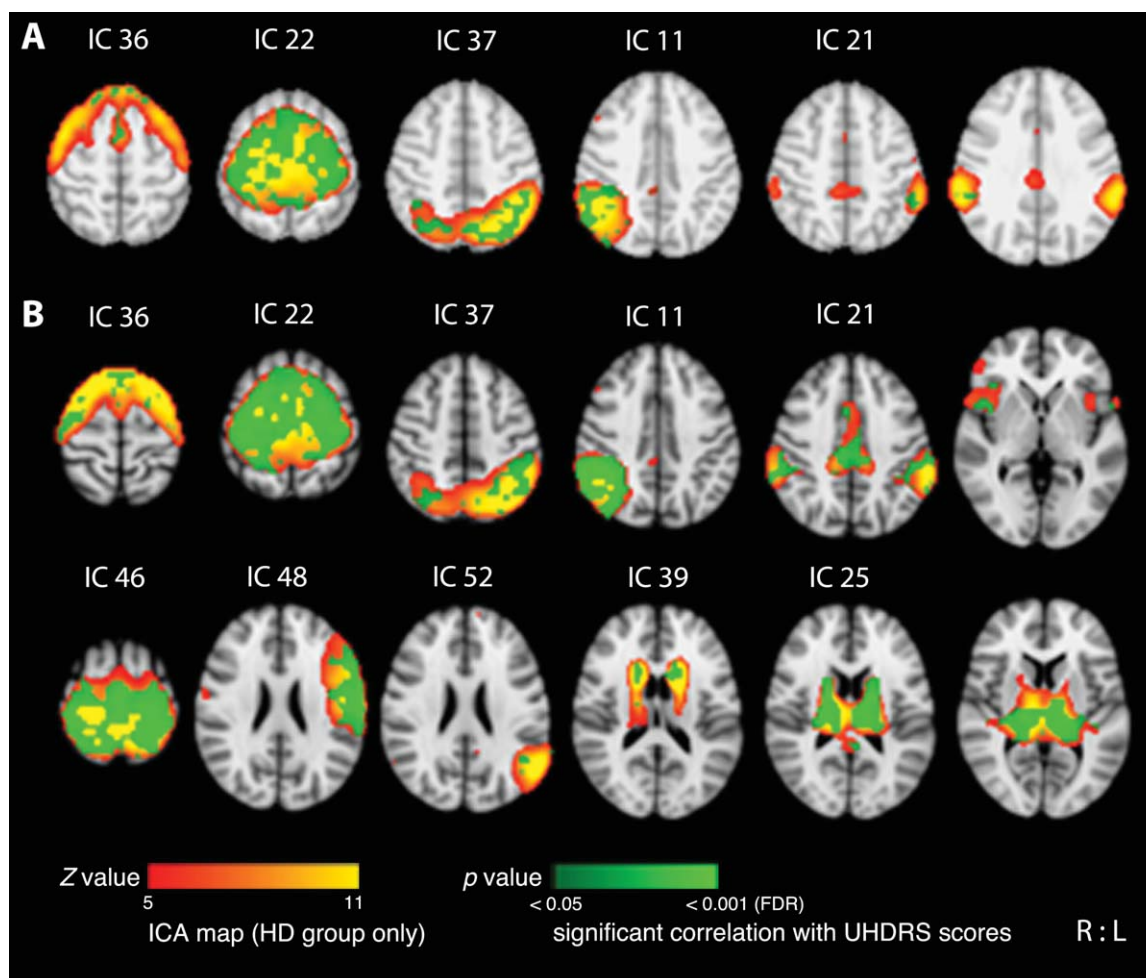 A
IC 36 IC 22 IC 37 IC 11 IC 21
B
IC 36 IC 22 IC 37 IC 11 IC 21
IC 46 IC 48 IC 52 IC 39 IC 25
Z value p value
5 11 < 0.05 < 0.001 (FDR)
ICA map (HD group only) significant correlation with UHDRS scores R : L